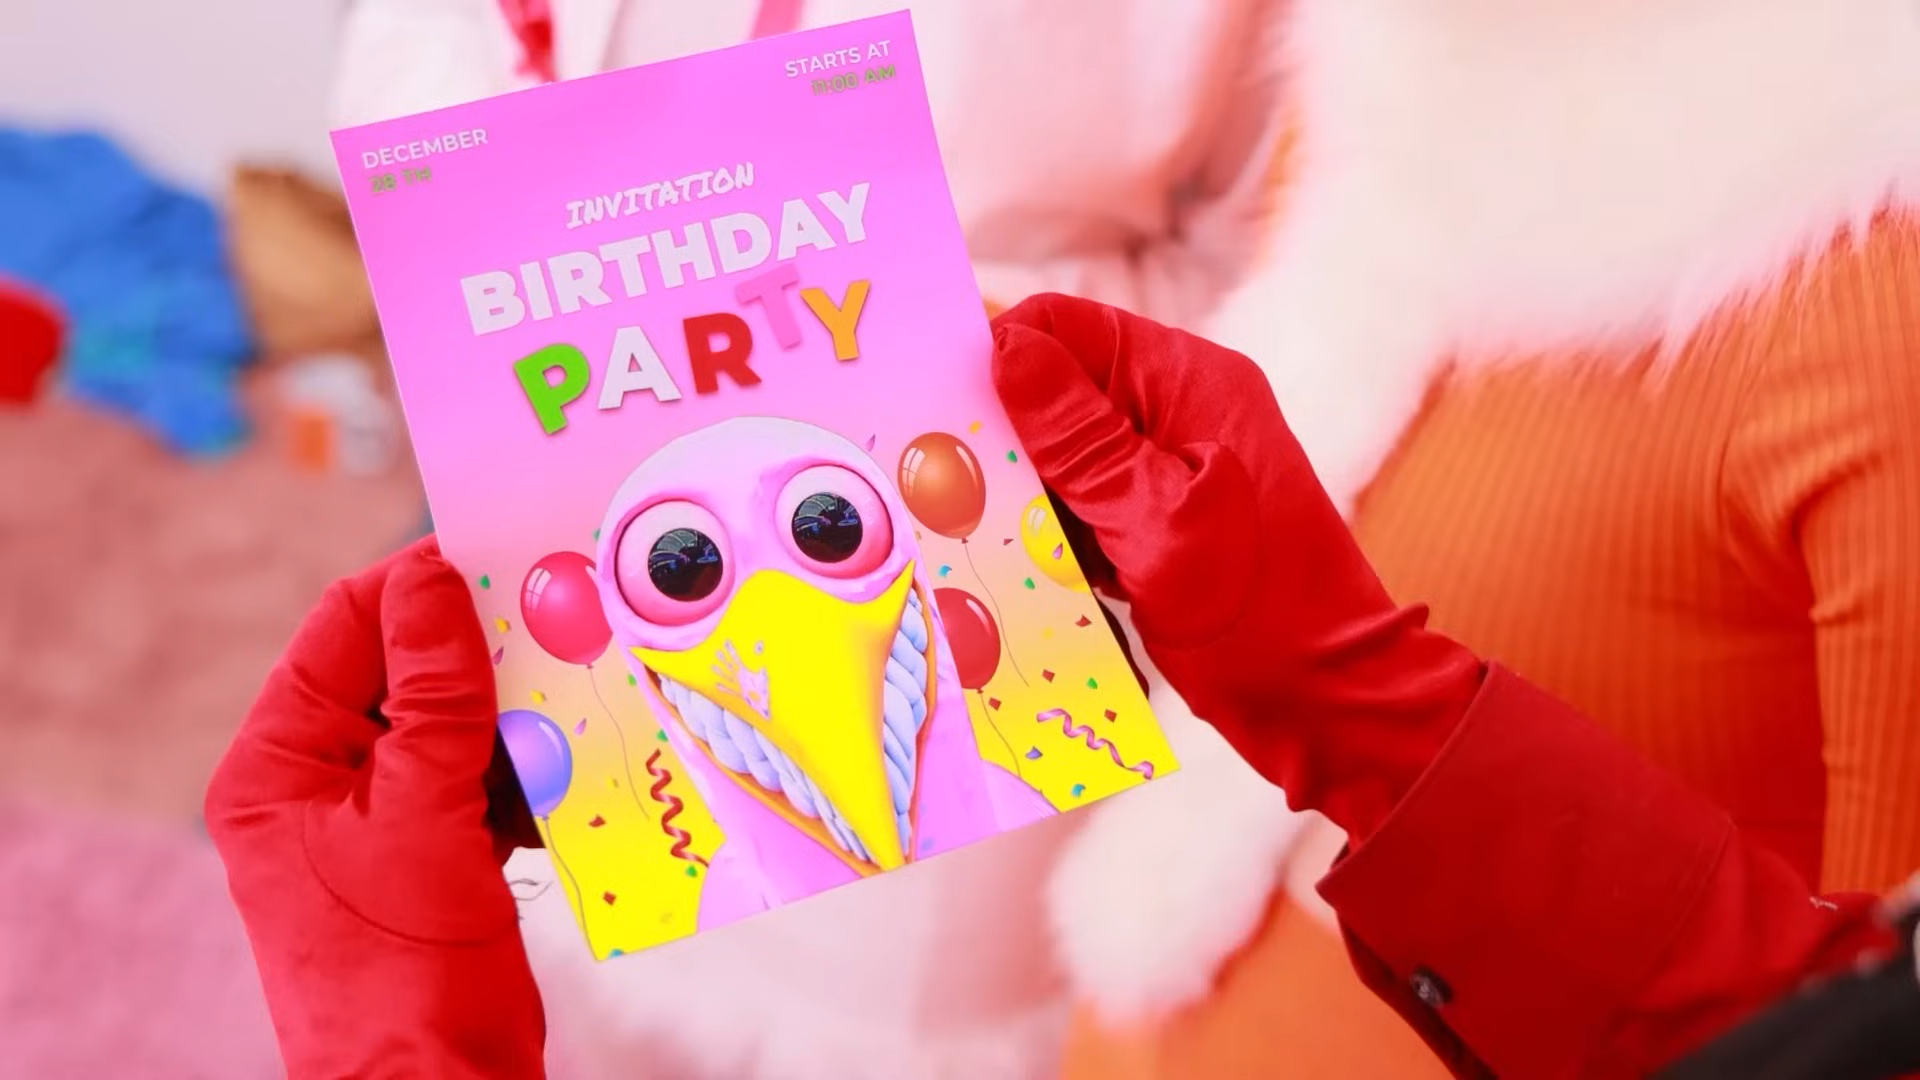 DECEMBER
28 TH
STARTS AT
11:00 AM
INVITATION
BIRTHDAY
PARTY